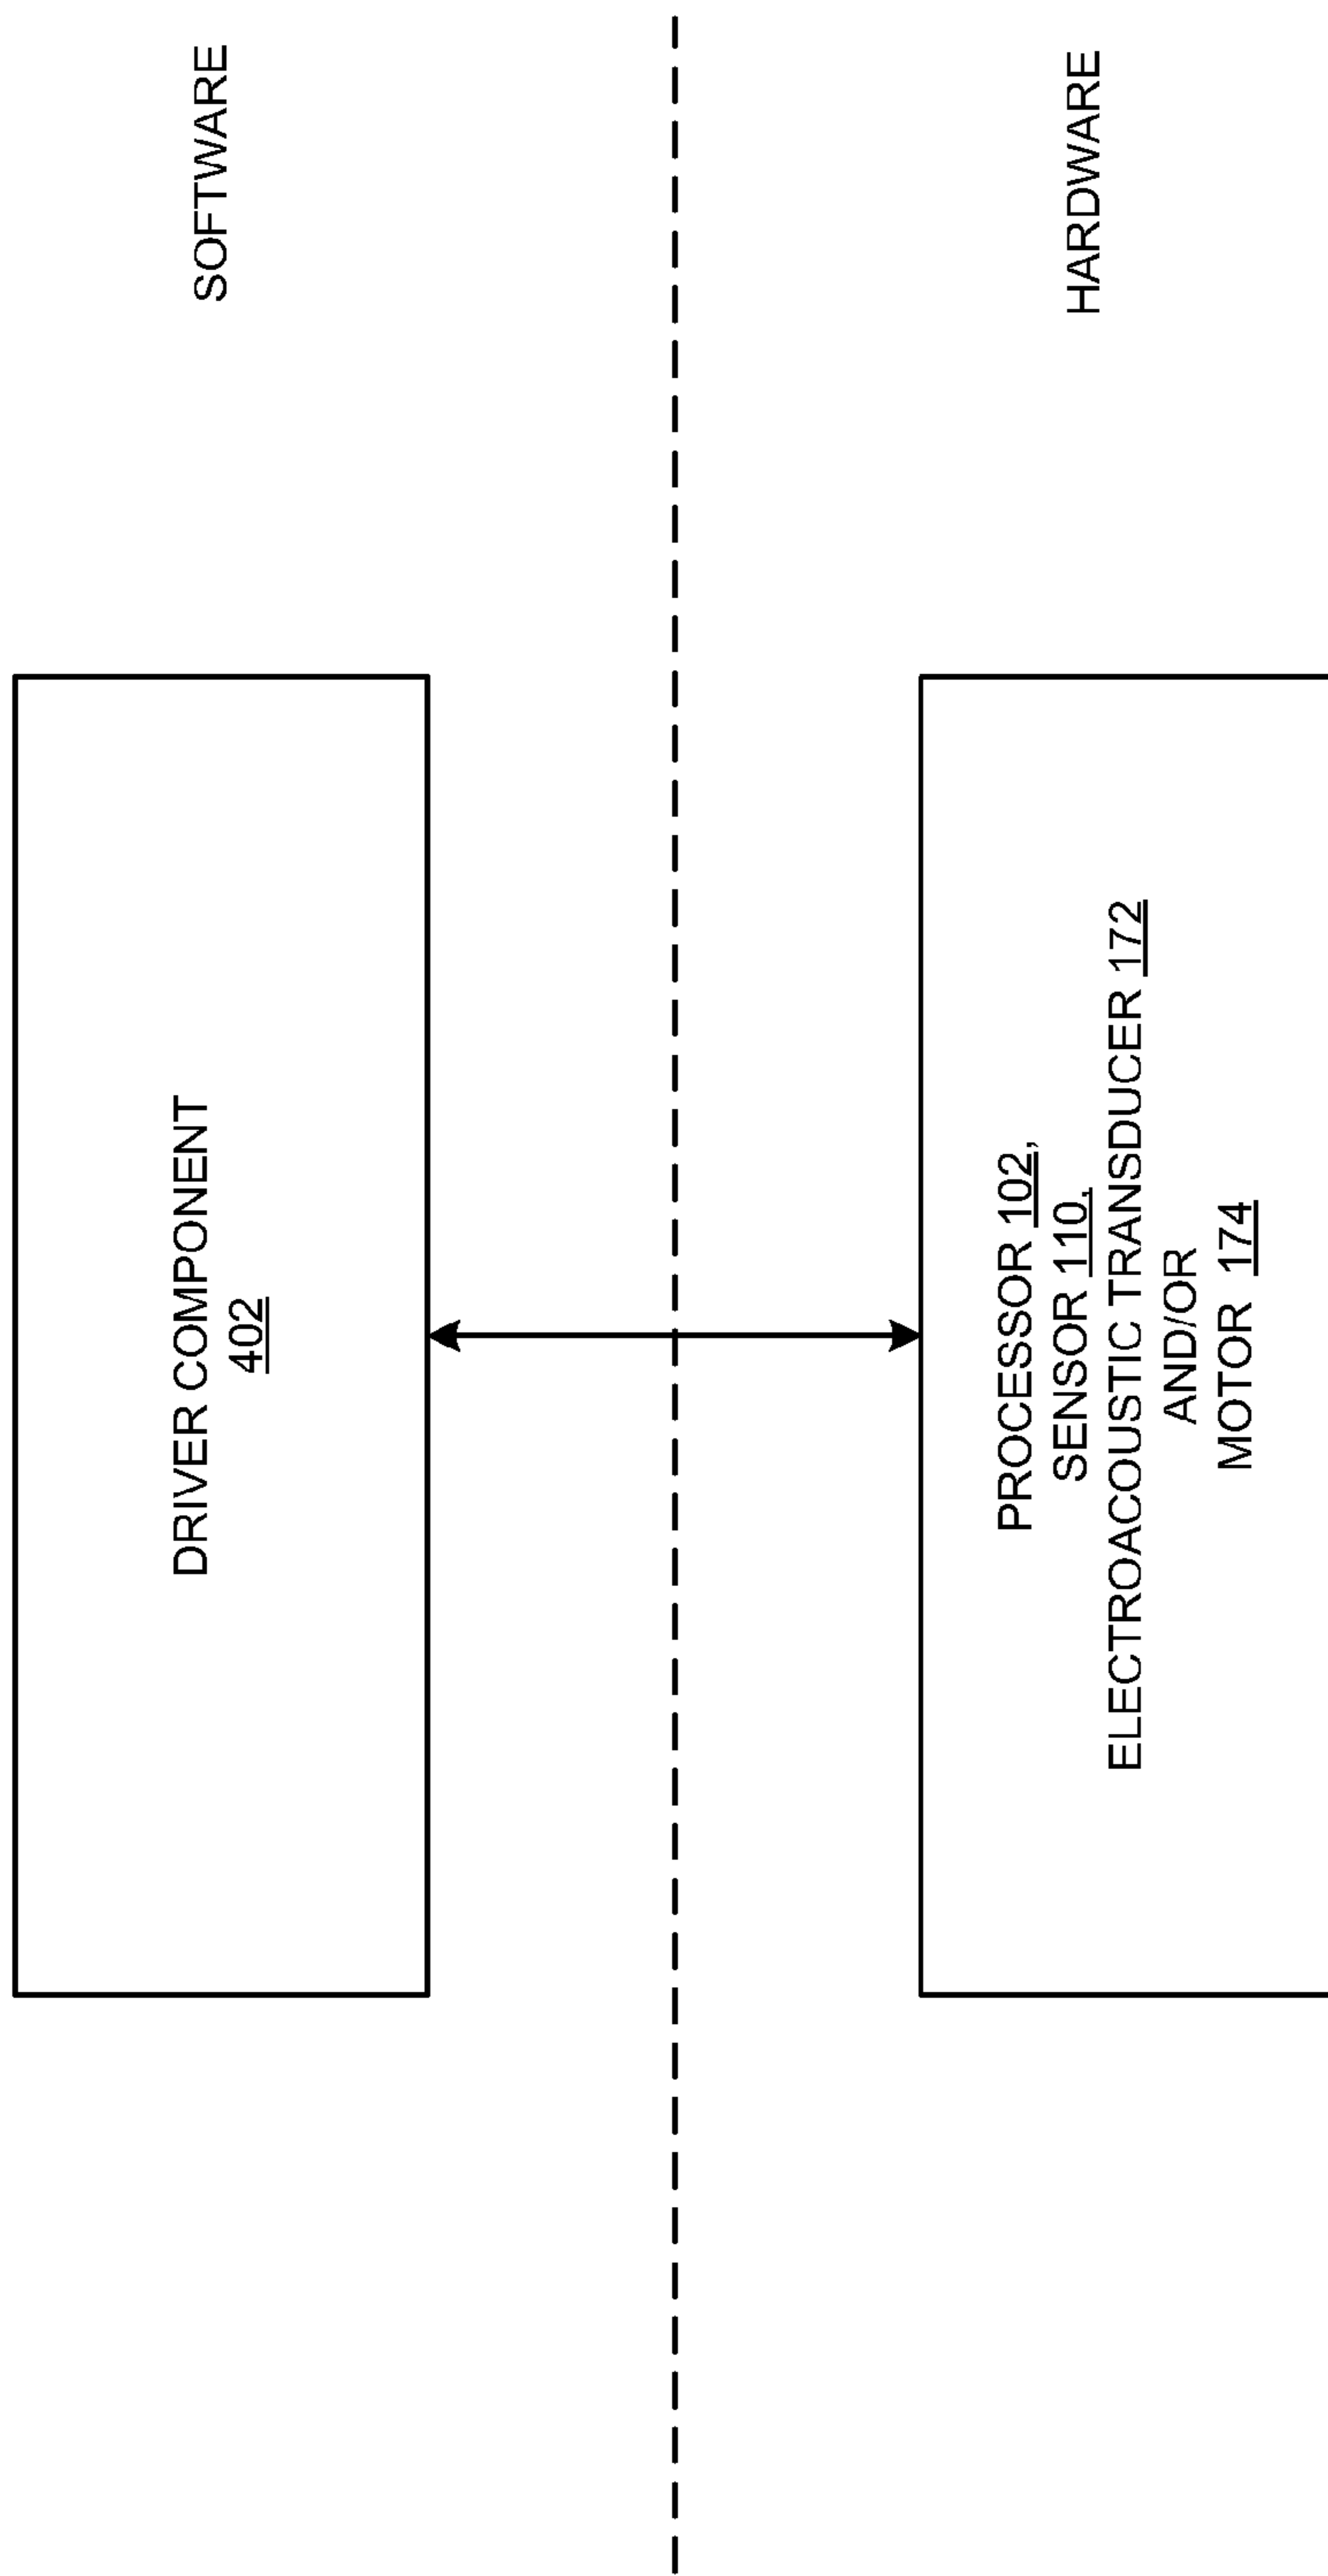 SOFTWARE
DRIVER COMPONENT
402
HARDWARE
PROCESSOR 102,
SENSOR 110,
ELECTROACOUSTIC TRANSDUCER 172
AND/OR
MOTOR 174